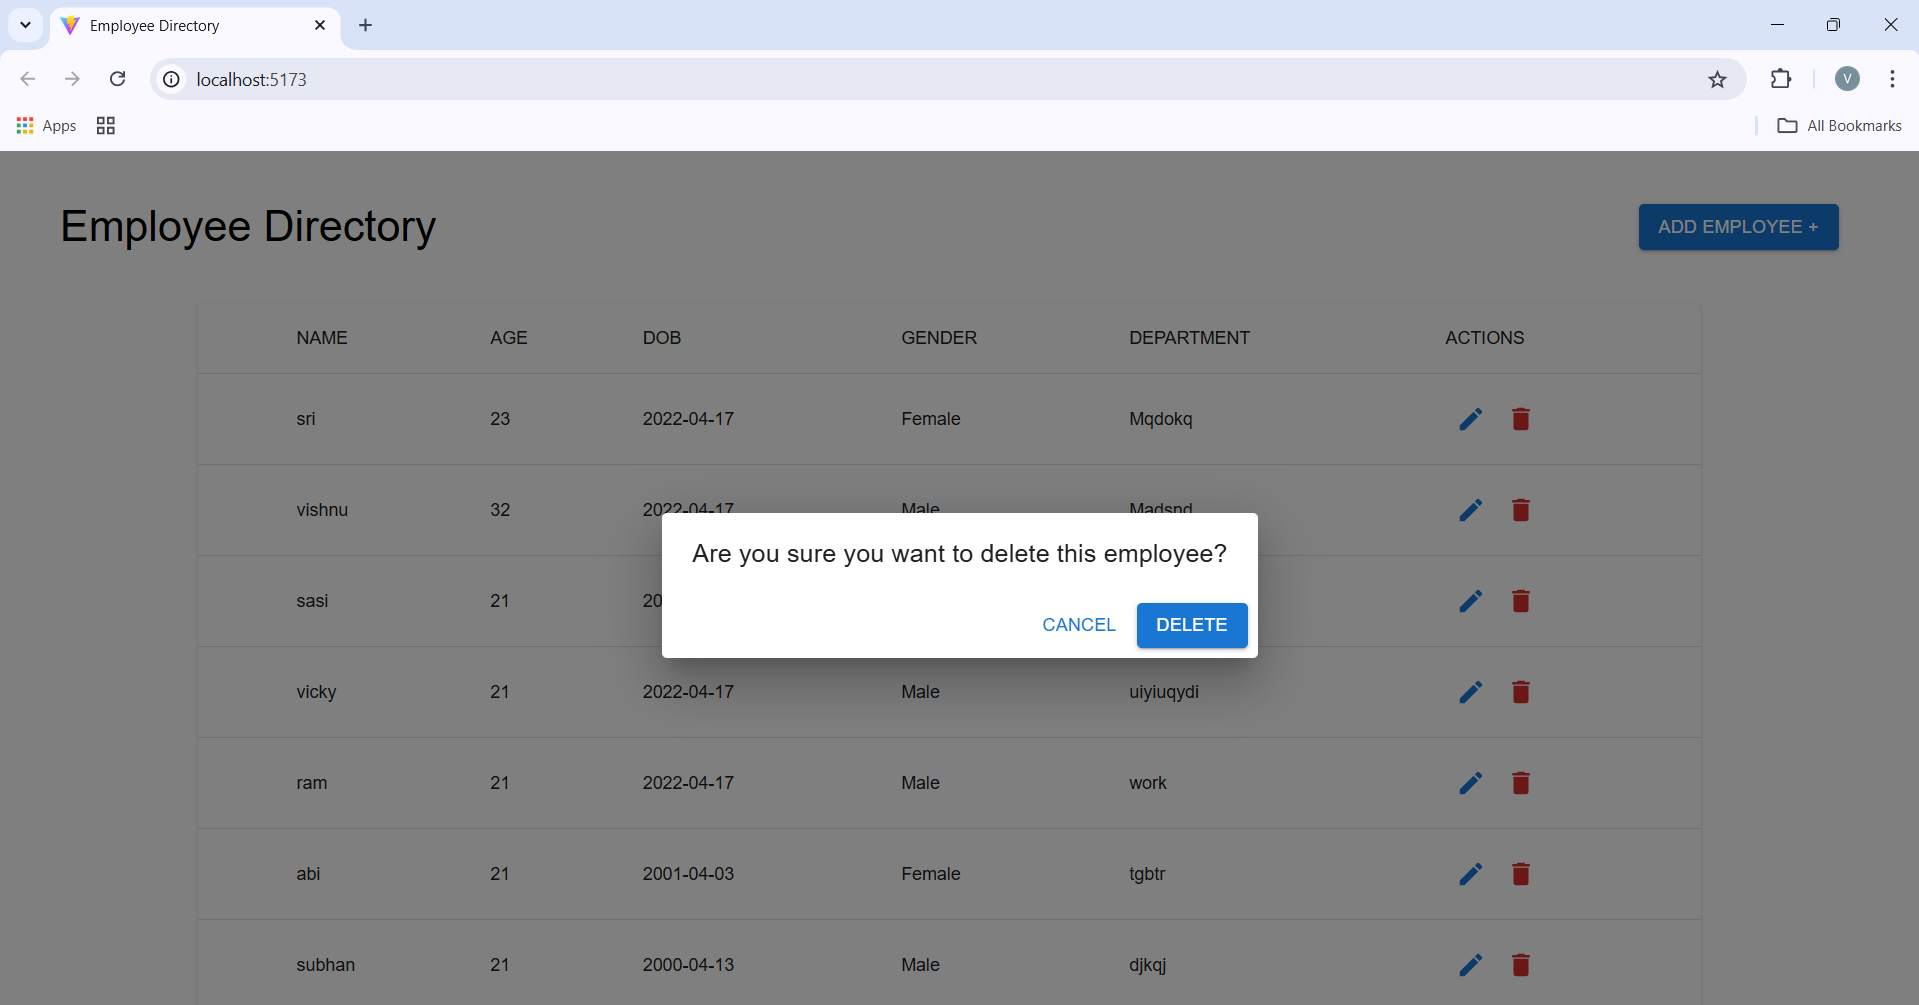 Employee Directory
localhost:5173
V
Apps
All Bookmarks
Employee Directory
ADD EMPLOYEE +
NAME AGE DOB GENDER DEPARTMENT ACTIONS
sri 23 2022-04-17 Female Mqdokq
vishnu 32 2022-04-17 Male Madsnd
Are you sure you want to delete this employee?
sasi 21 20
CANCEL DELETE
vicky 21 2022-04-17 Male uiyiuqydi
ram 21 2022-04-17 Male work
abi 21 2001-04-03 Female tgbtr
subhan 21 2000-04-13 Male djkqj